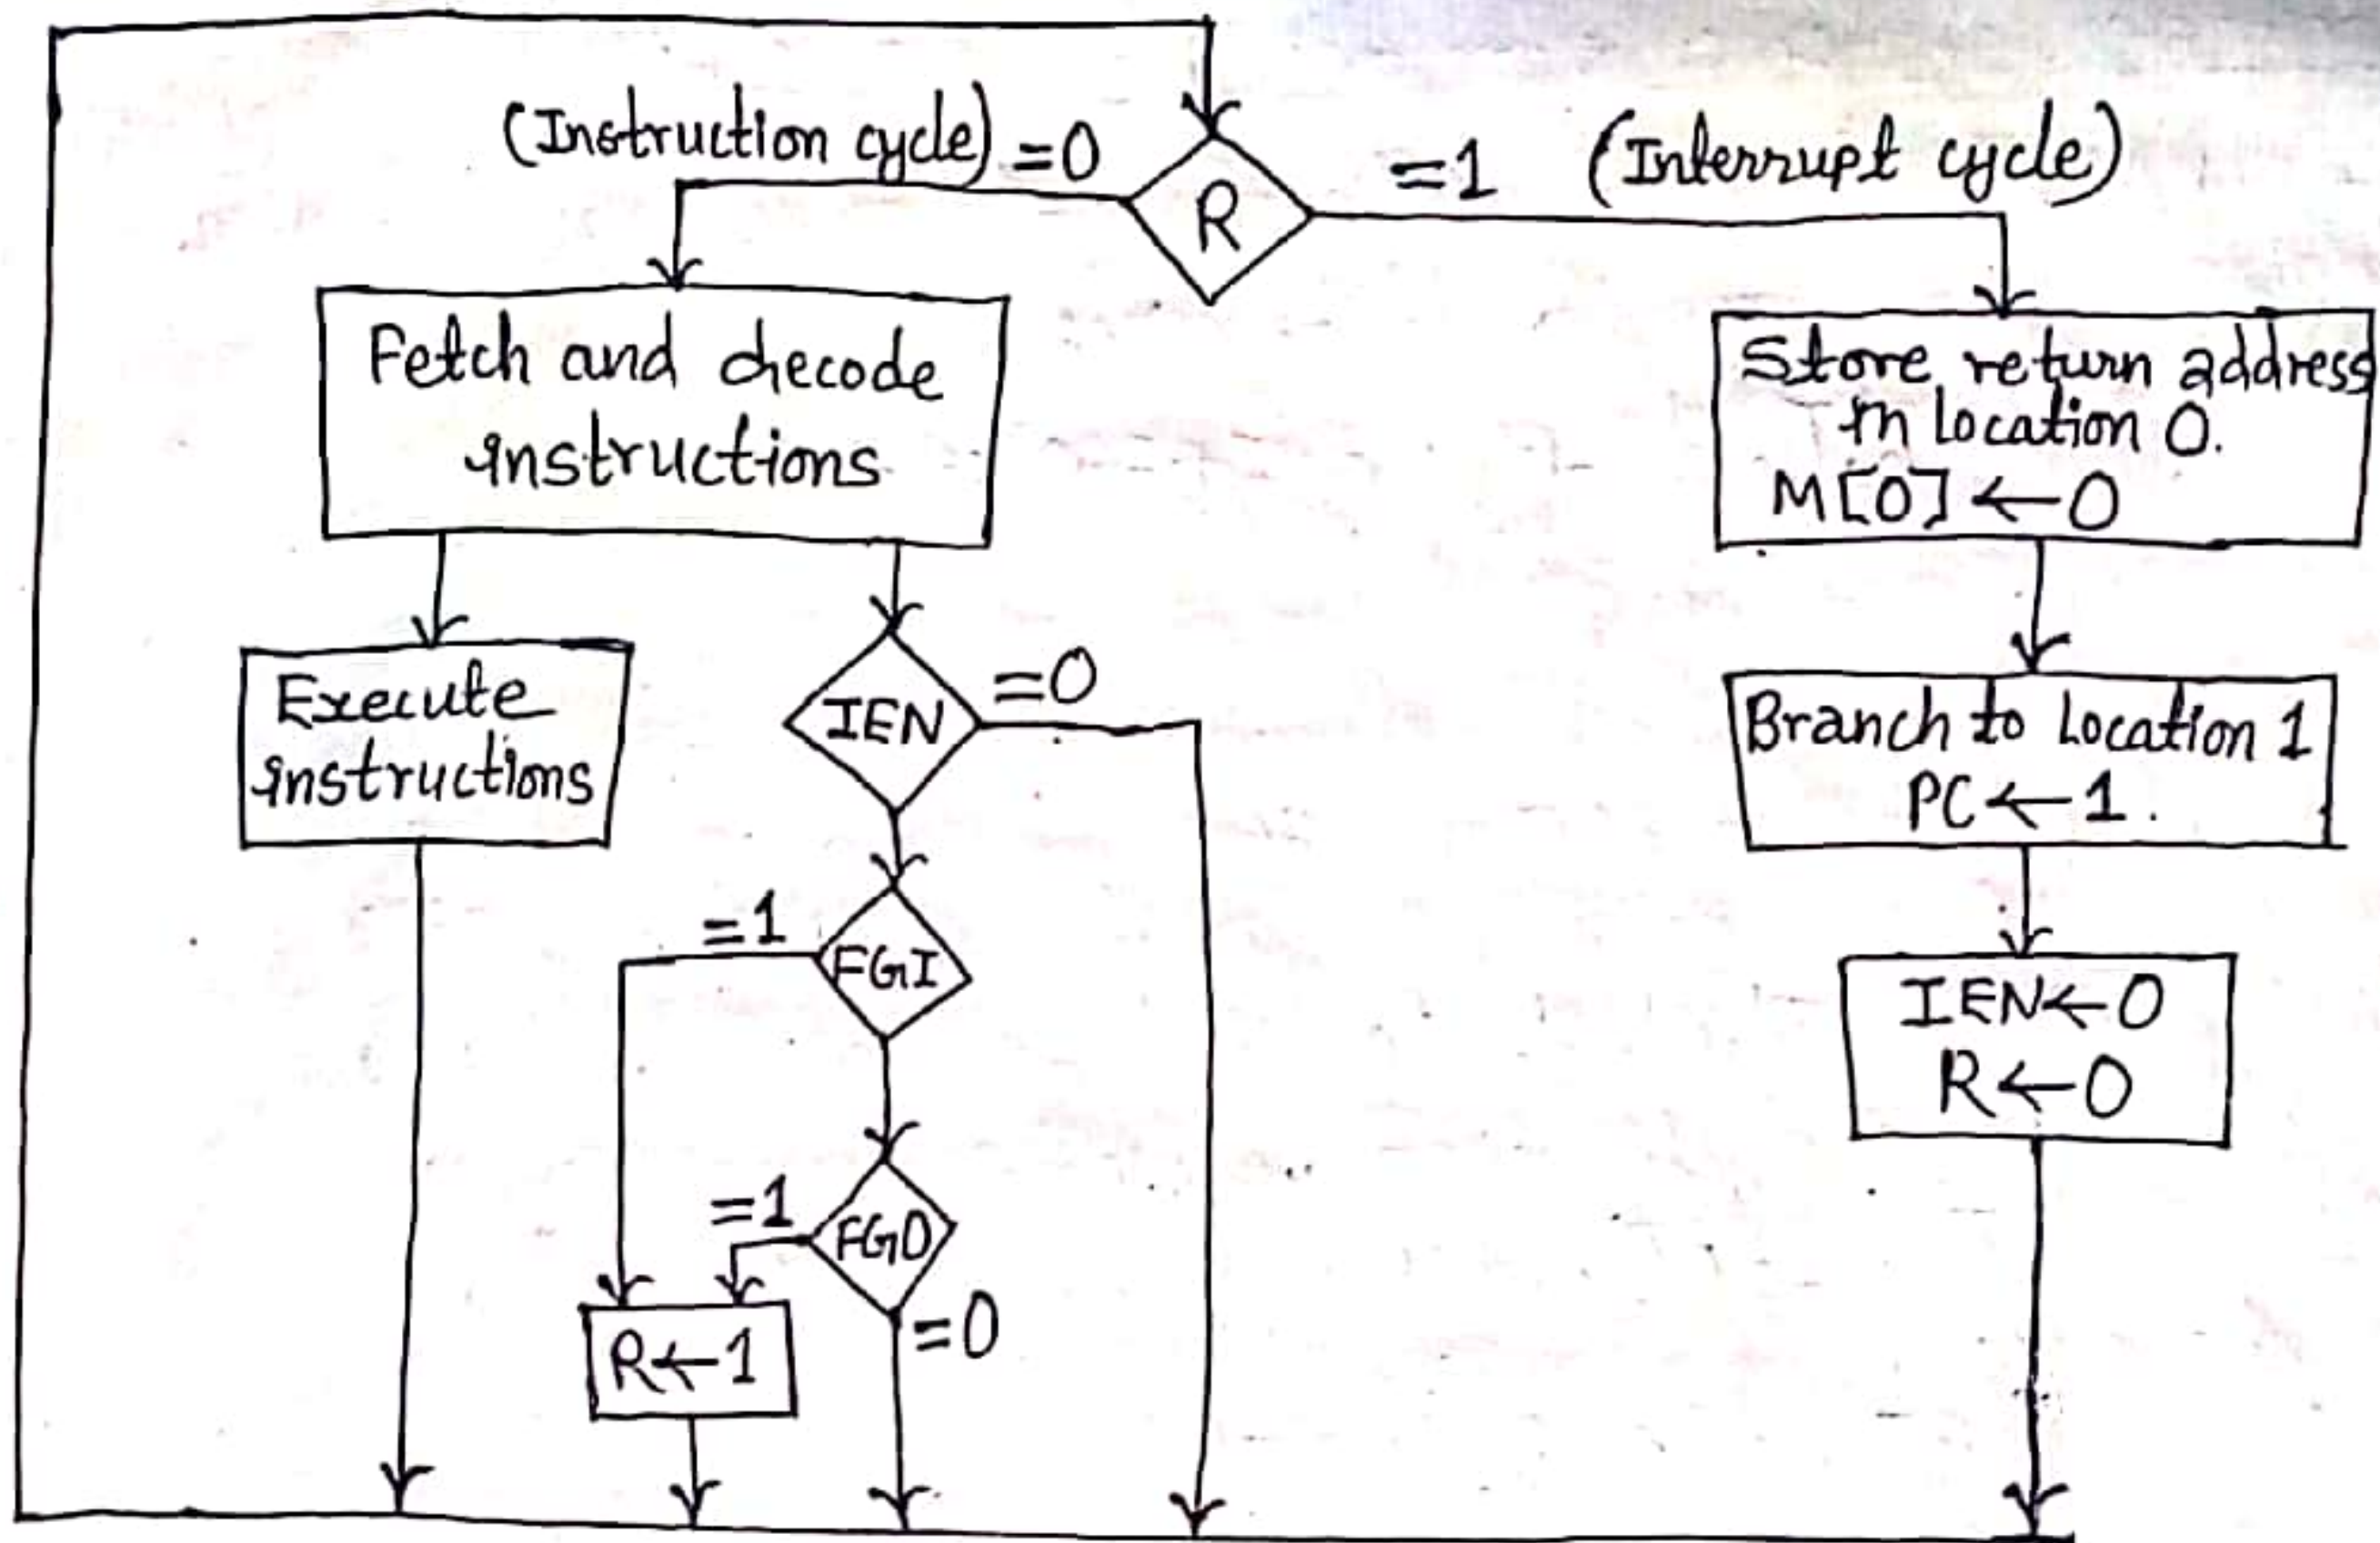 (Instruction cycle) =0
=1 (Interrupt cycle)
R
Fetch and decode
instructions
Store return address
in Location 0.
M[0] ← 0
Execute
instructions
IEN
=0
Branch to Location 1
PC ← 1.
=1
FGI
IEN ← 0
R ← 0
=1
FGO
=0
R ← 1